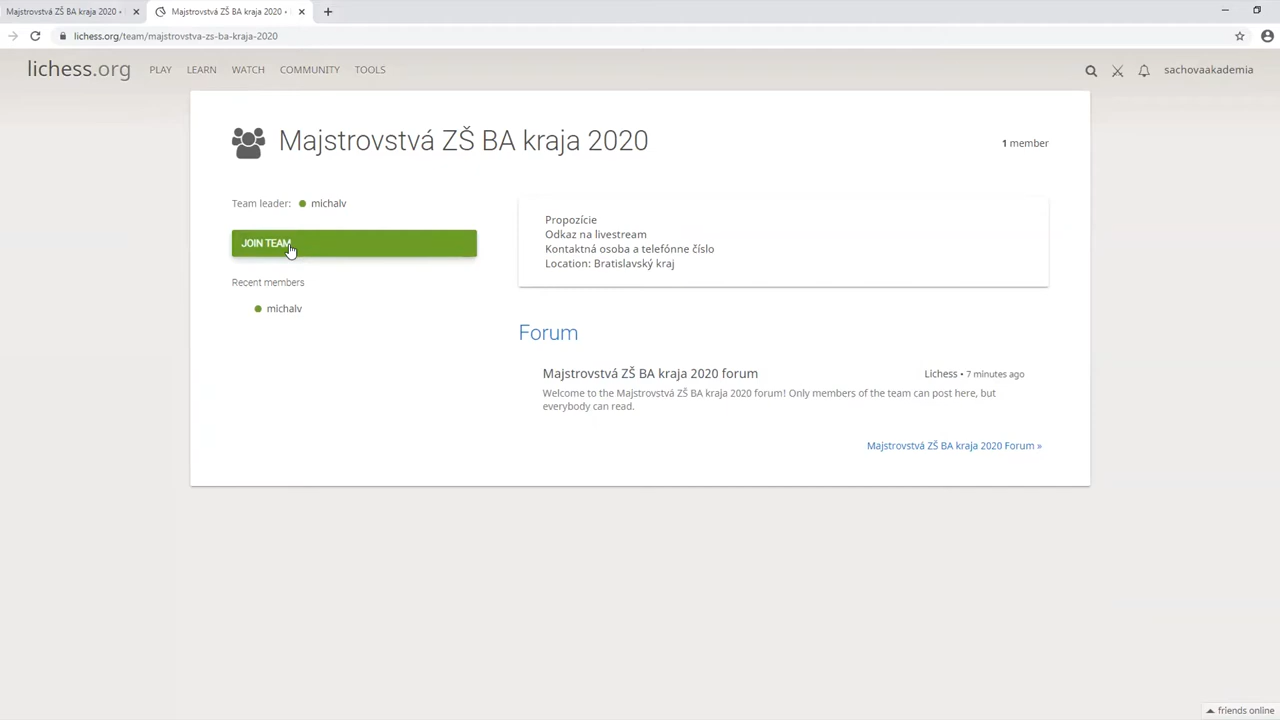 Majstrovstvá ZŠ BA kraja 2020 •
Majstrovstvá ZŠ BA kraja 2020 •
lichess.org/team/majstrovstva-zs-ba-kraja-2020
lichess.org PLAY LEARN WATCH COMMUNITY TOOLS sachovaakademia
Majstrovstvá ZŠ BA kraja 2020
1 member
Team leader: michalv
JOIN TEAM
Recent members
michalv
Propozície
Odkaz na livestream
Kontaktná osoba a telefónne číslo
Location: Bratislavský kraj
Forum
Majstrovstvá ZŠ BA kraja 2020 forum
Lichess • 7 minutes ago
Welcome to the Majstrovstvá ZŠ BA kraja 2020 forum! Only members of the team can post here, but
everybody can read.
Majstrovstvá ZŠ BA kraja 2020 Forum »
friends online